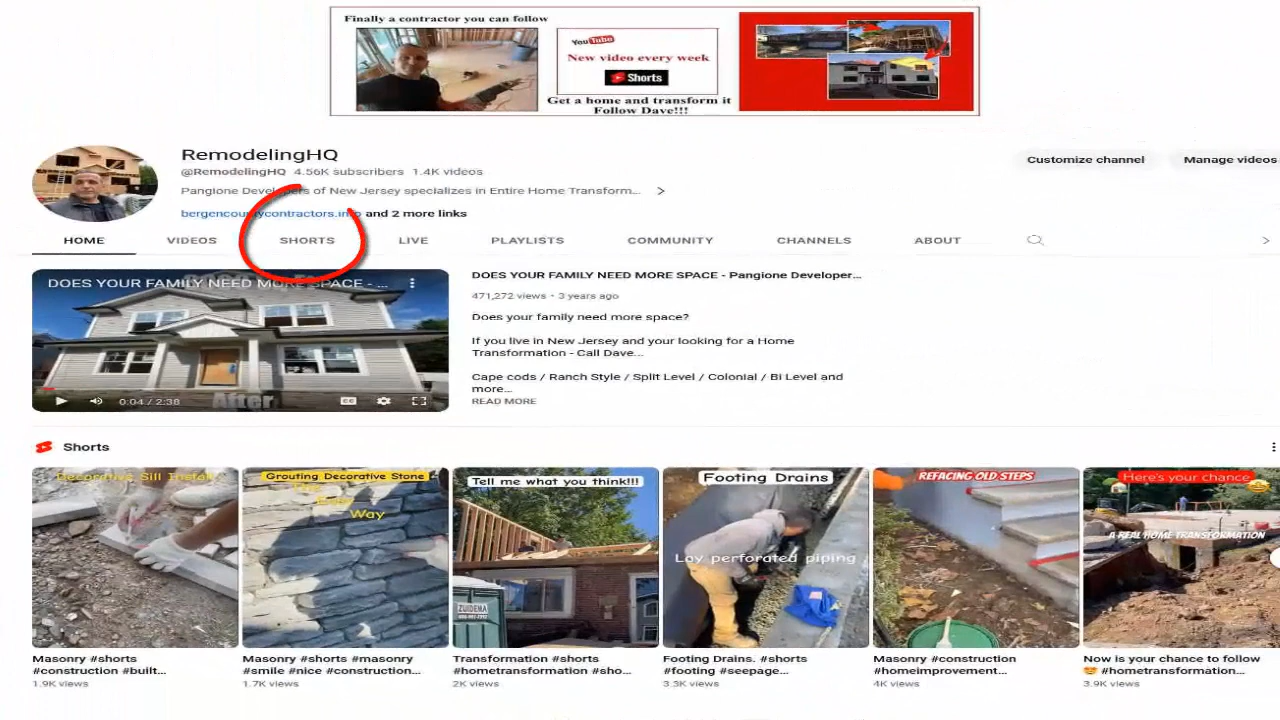 Finally a contractor you can follow
YouTube
New video every week
Shorts
Get a home and transform it
Follow Dave!!!
RemodelingHQ
@RemodelingHQ 4.56K subscribers 1.4K videos
Pangione Developers of New Jersey specializes in Entire Home Transform... >
bergencountycontractors.info and 2 more links
Customize channel
Manage videos
HOME VIDEOS SHORTS LIVE PLAYLISTS COMMUNITY CHANNELS ABOUT
DOES YOUR FAMILY NEED MORE SPACE - ...
After
0:04 / 2:38
CC
DOES YOUR FAMILY NEED MORE SPACE - Pangione Developer...
471,272 views • 3 years ago
Does your family need more space?
If you live in New Jersey and your looking for a Home
Transformation - Call Dave...
Cape cods / Ranch Style / Split Level / Colonial / Bi Level and
more...
READ MORE
Shorts
Decorative Sill Install
Grouting Decorative Stone
Easy
Way
Tell me what you think!!!
ZUIDEMA
Footing Drains
Lay perforated piping
REFACING OLD STEPS
Here's your chance
A REAL HOME TRANSFORMATION
Masonry #shorts
#construction #built...
1.9K views
Masonry #shorts #masonry
#smile #nice #construction...
1.7K views
Transformation #shorts
#hometransformation #sho...
2K views
Footing Drains. #shorts
#footing #seepage...
3.3K views
Masonry #construction
#homeimprovement...
4K views
Now is your chance to follow
😍 #hometransformation...
3.9K views